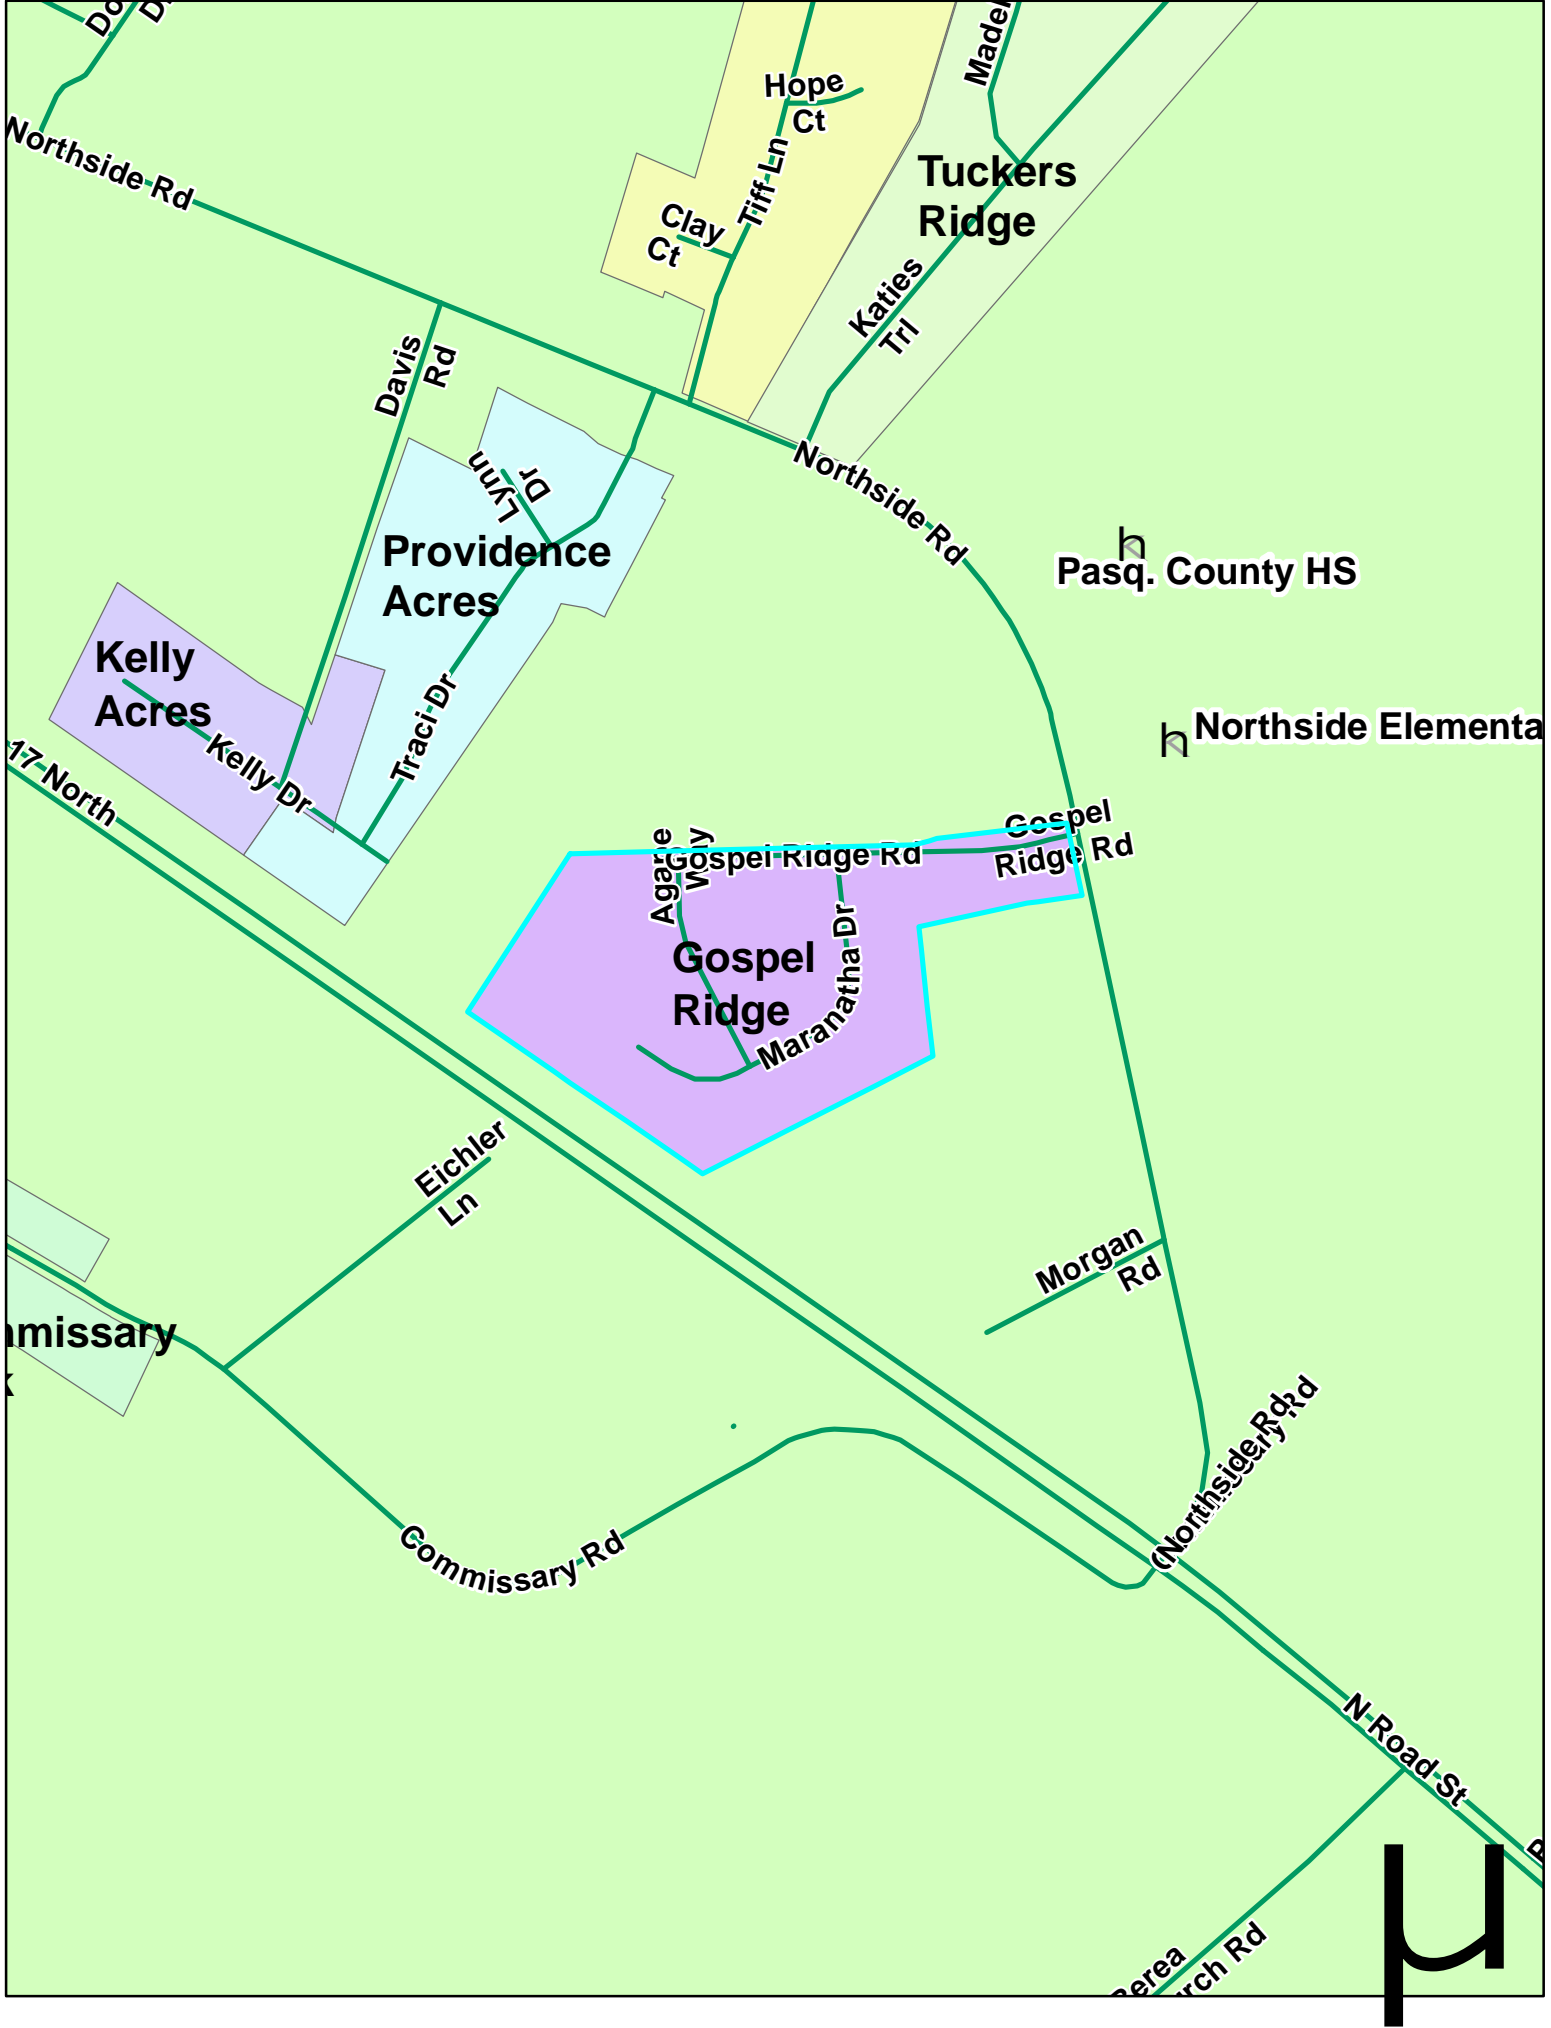 Hope
Ct
Tuckers
Ridge
Northside Rd
Tiff Ln
Clay
Ct
Katies
Trl
Davis
Rd
Northside Rd
Lynn
Dr
Providence
Acres
Pasq. County HS
Kelly
Acres
Traci Dr
Northside Elementa
Kelly Dr
17 North
Gospel
Ridge Rd
Gospel Ridge Rd
Agape
Way
Maranatha Dr
Gospel
Ridge
Eichler
Ln
Morgan
Rd
mmissary
Northside Rd
Rd
Commissary Rd
N Road St
Berea
urch Rd
µ